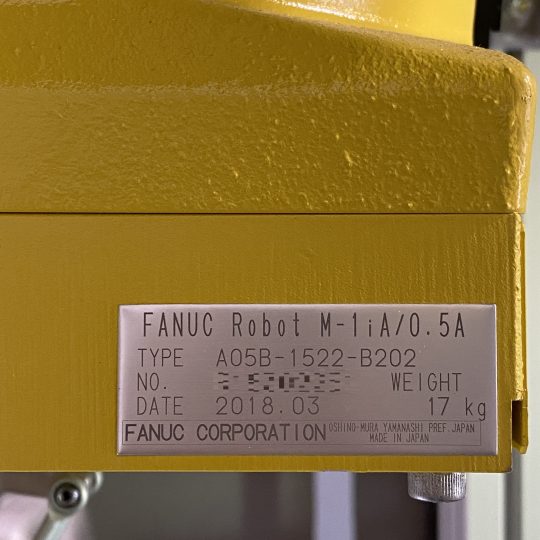 FANUC Robot M-1iA/0.5A
TYPE A05B-1522-B202
NO. WEIGHT
DATE 2018.03 17 kg
FANUC CORPORATION OSHINO-MURA YAMANASHI PREF. JAPAN
MADE IN JAPAN